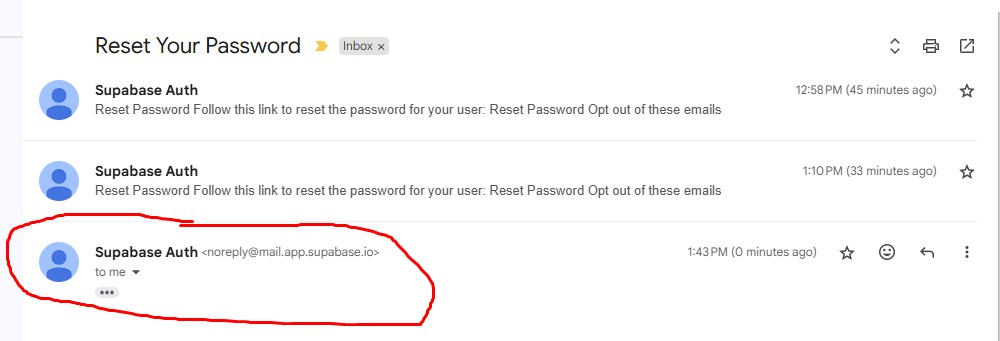 Reset Your Password Inbox ×
Supabase Auth 12:58 PM (45 minutes ago)
Reset Password Follow this link to reset the password for your user: Reset Password Opt out of these emails
Supabase Auth 1:10 PM (33 minutes ago)
Reset Password Follow this link to reset the password for your user: Reset Password Opt out of these emails
Supabase Auth <noreply@mail.app.supabase.io> 1:43 PM (0 minutes ago)
to me